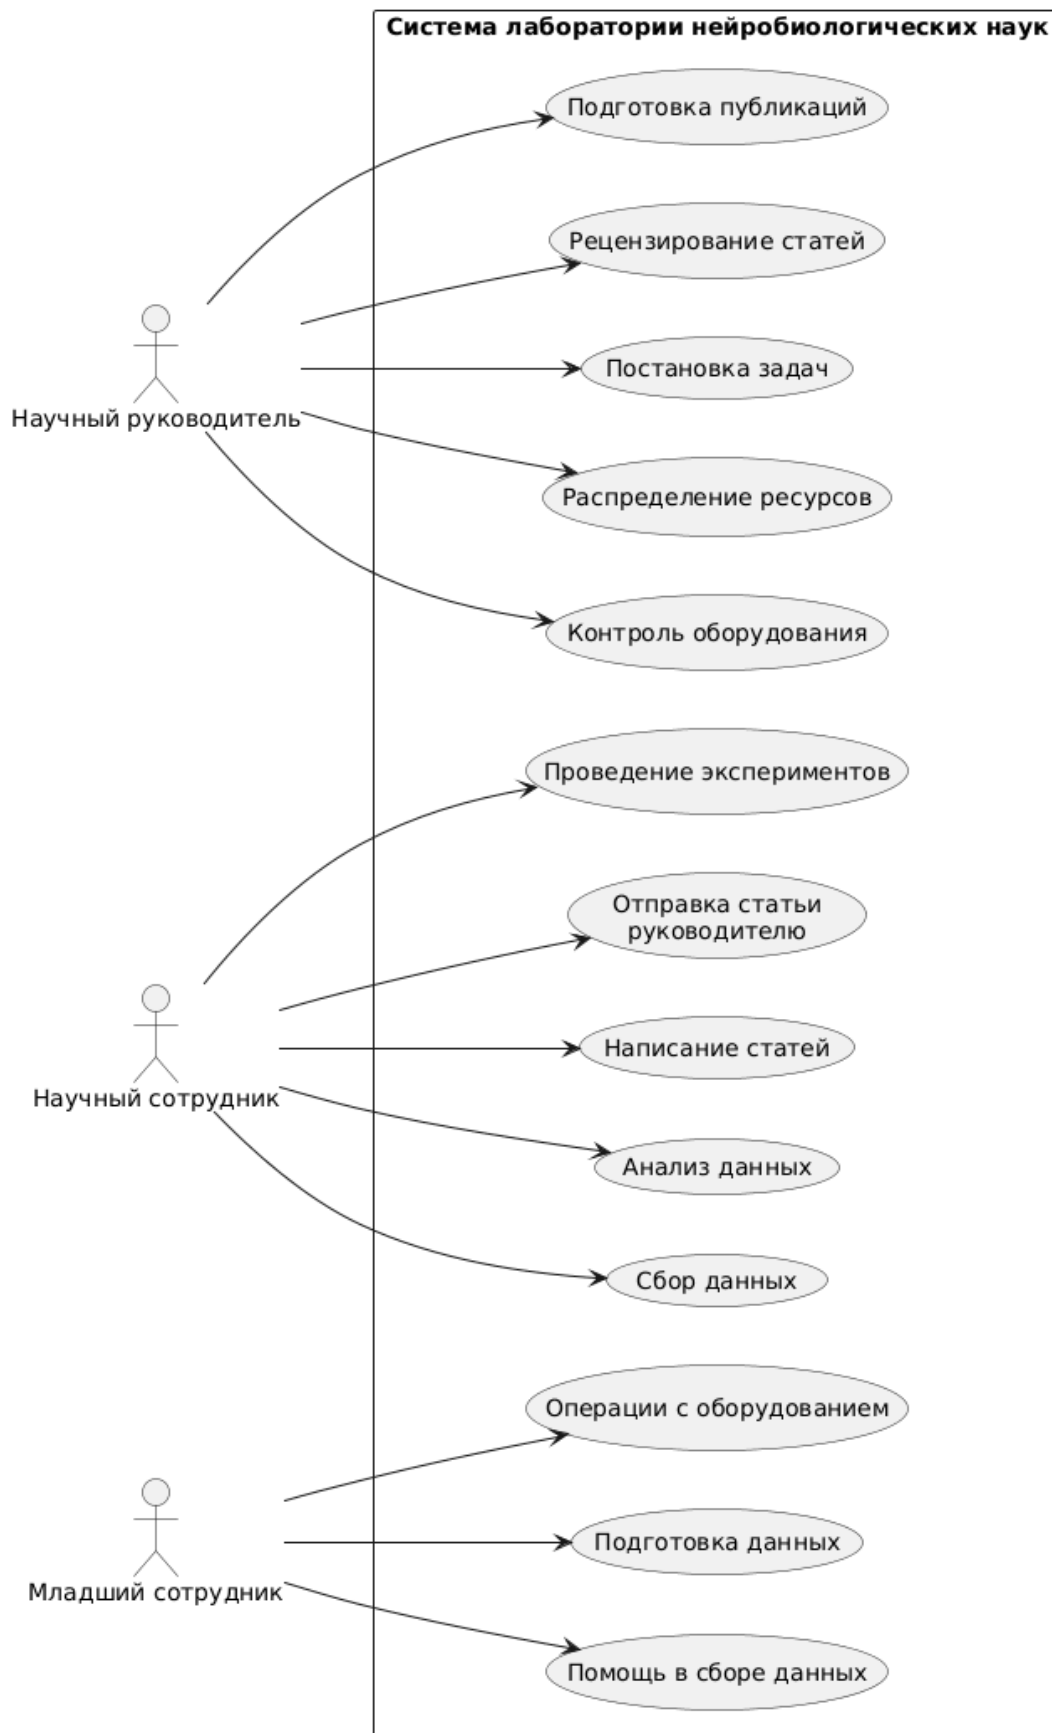 Система лаборатории нейробиологических наук
Подготовка публикаций
Рецензирование статей
Постановка задач
Научный руководитель
Распределение ресурсов
Контроль оборудования
Проведение экспериментов
Отправка статьи
руководителю
Написание статей
Научный сотрудник
Анализ данных
Сбор данных
Операции с оборудованием
Подготовка данных
Младший сотрудник
Помощь в сборе данных